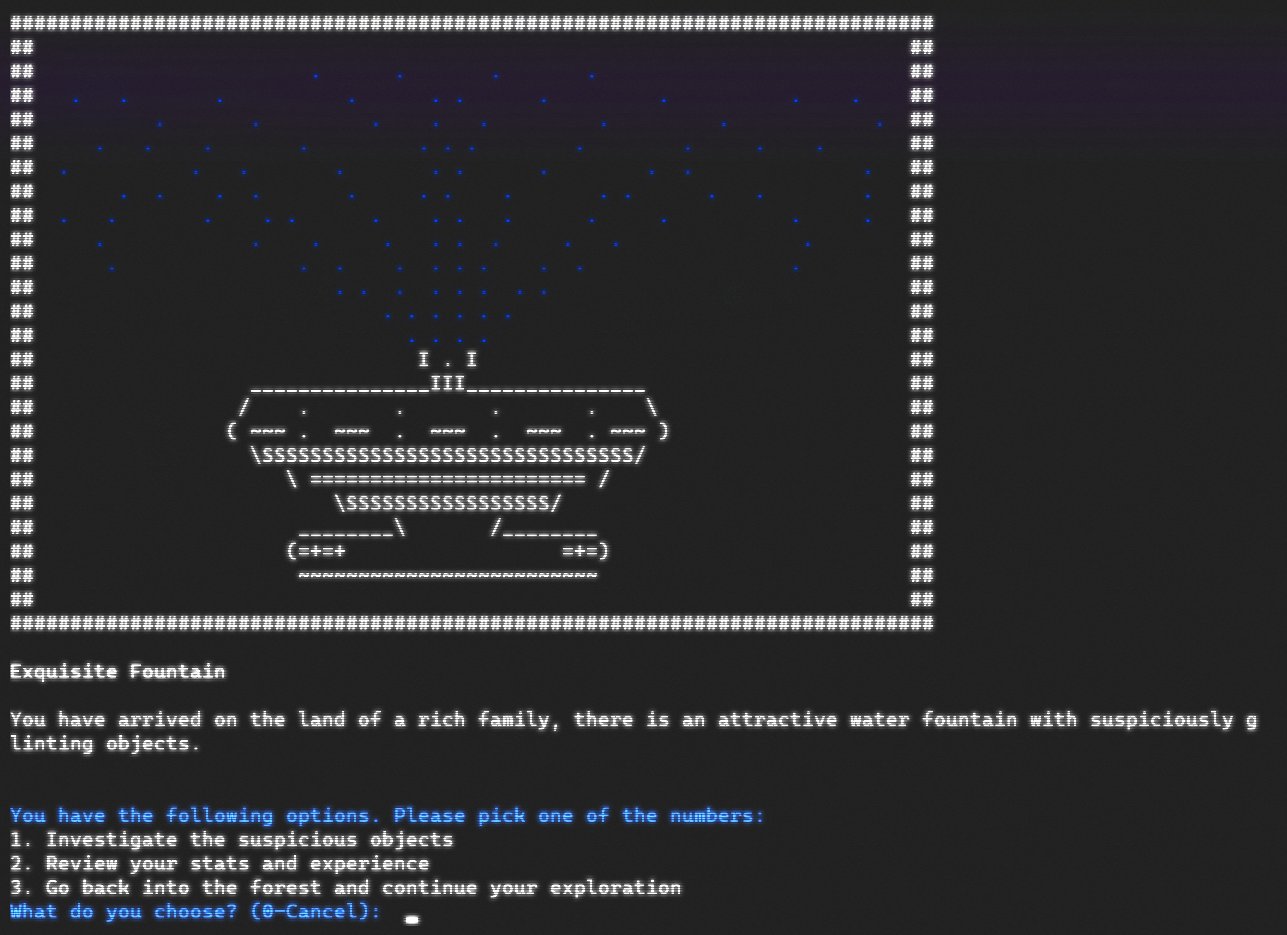 Exquisite Fountain
You have arrived on the land of a rich family, there is an attractive water fountain with suspiciously g
linting objects.
You have the following options. Please pick one of the numbers:
1. Investigate the suspicious objects
2. Review your stats and experience
3. Go back into the forest and continue your exploration
What do you choose? (0-Cancel):